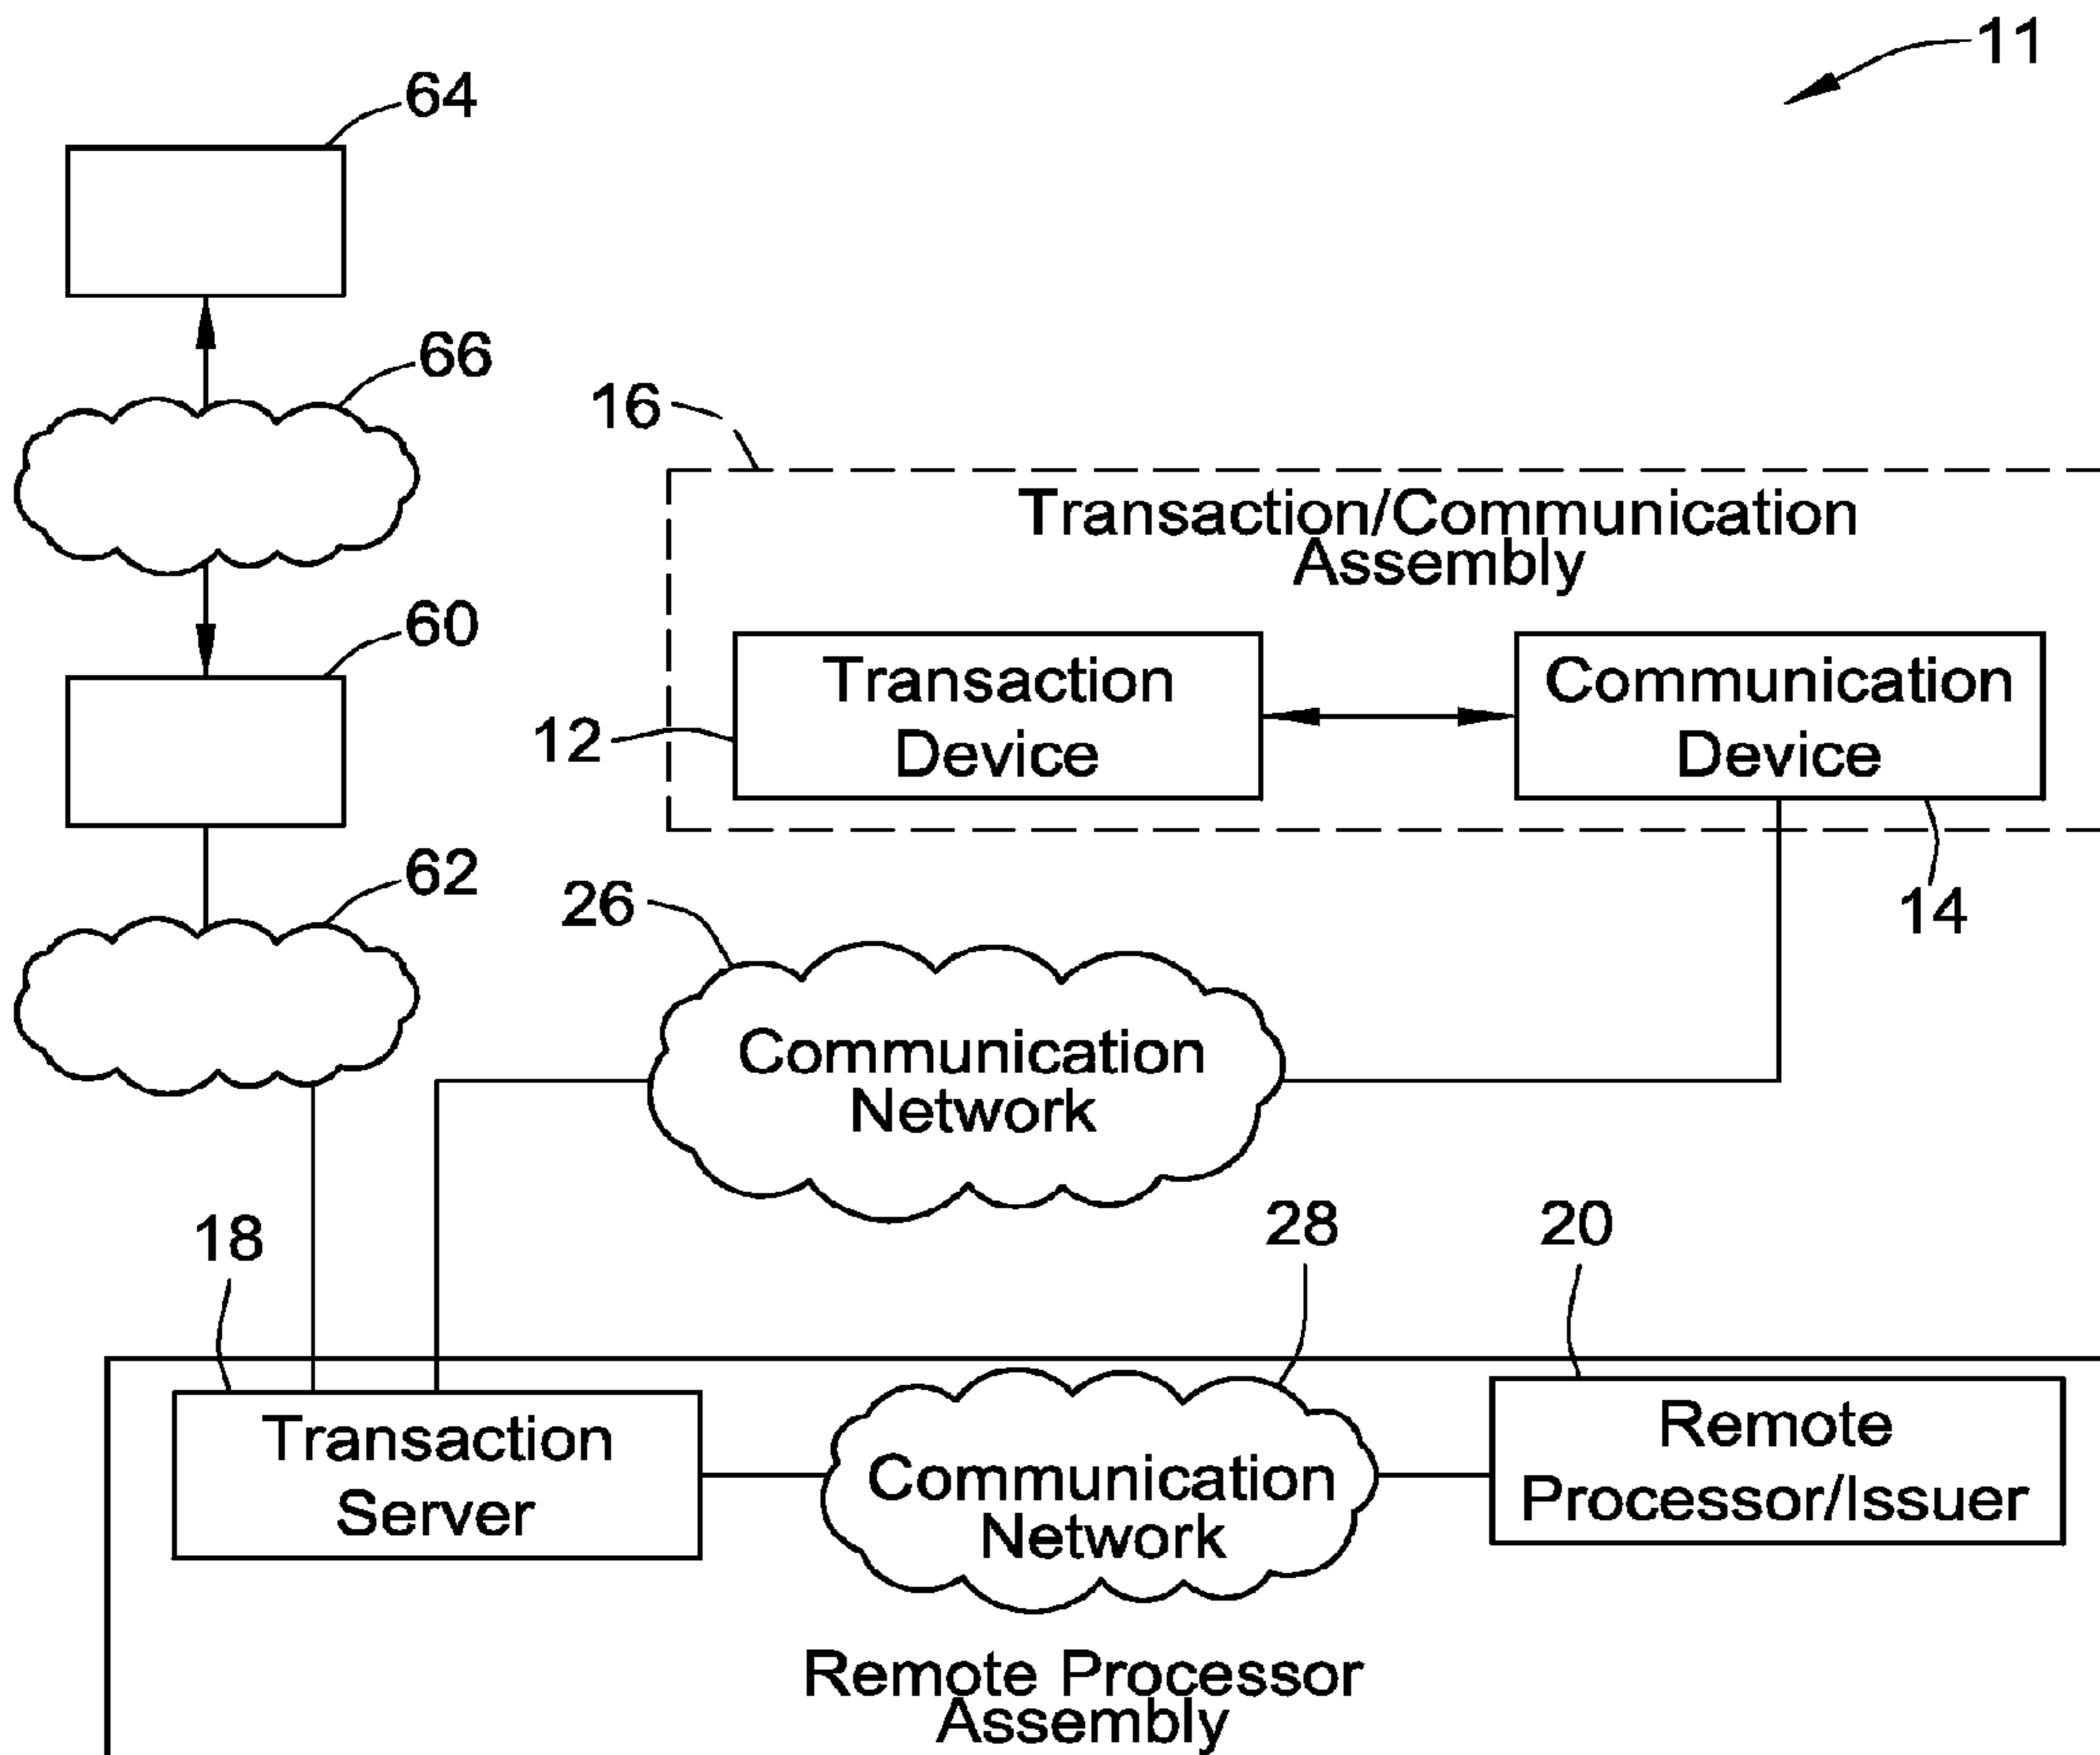 11
64
66
16
Transaction/Communication
Assembly
60
12
Transaction
Device
Communication
Device
62
26
14
Communication
Network
18
28
20
Transaction
Server
Communication
Network
Remote
Processor/Issuer
Remote Processor
Assembly